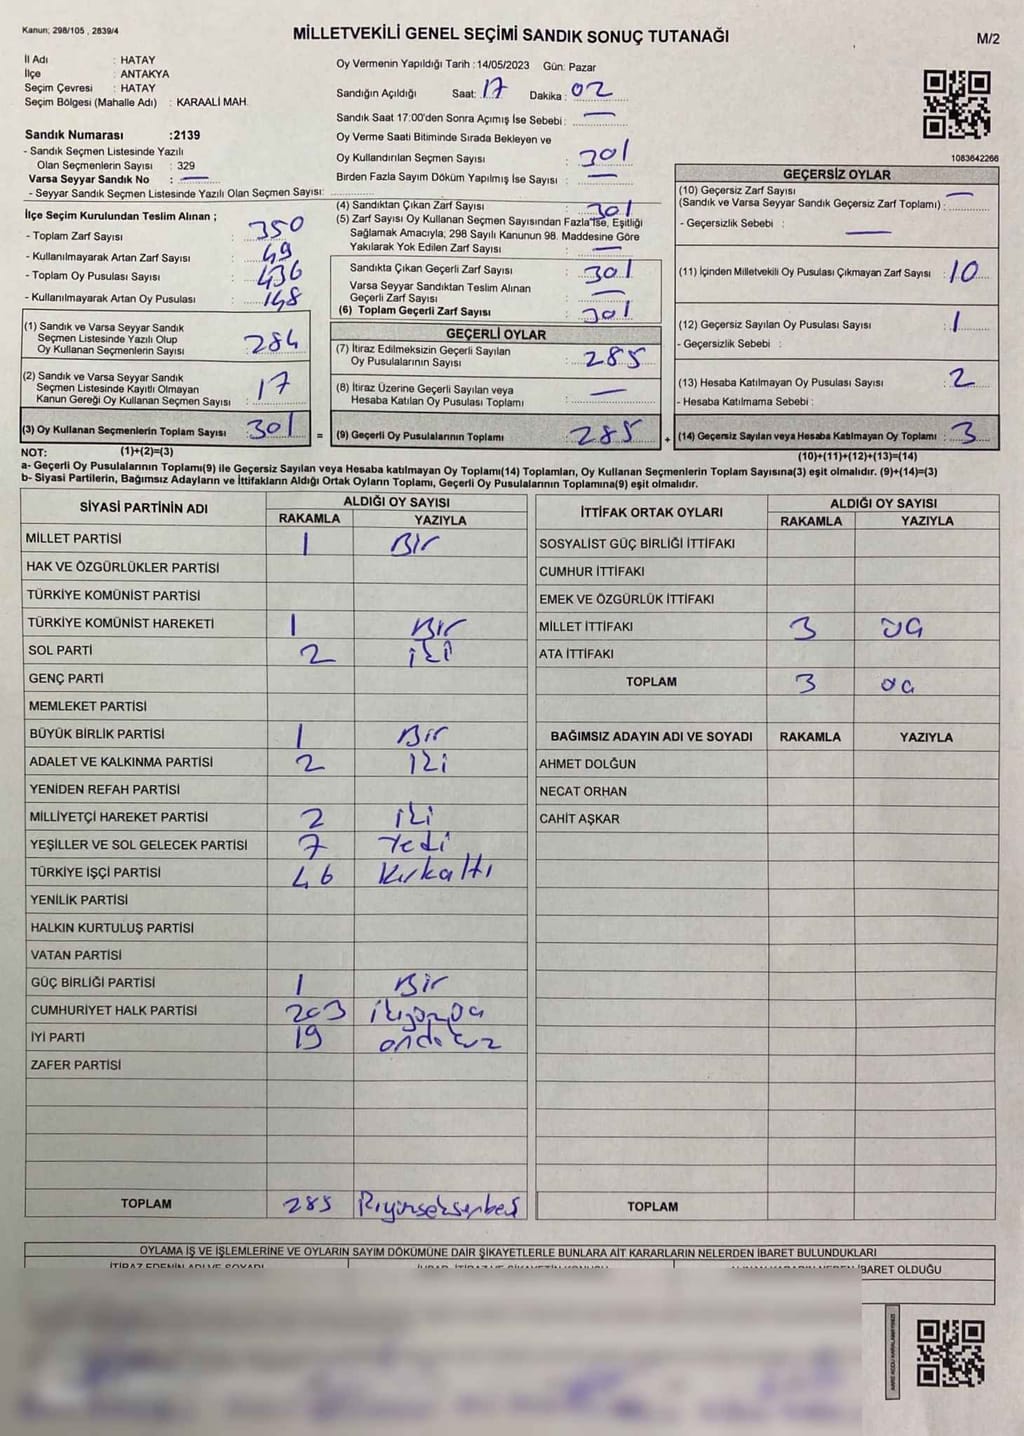 Kanun; 298/105 , 2839/4
MİLLETVEKİLİ GENEL SEÇİMİ SANDIK SONUÇ TUTANAĞI
M/2
İl Adı : HATAY
İlçe : ANTAKYA
Seçim Çevresi : HATAY
Seçim Bölgesi (Mahalle Adı) : KARAALİ MAH.
Sandık Numarası :2139
- Sandık Seçmen Listesinde Yazılı
Olan Seçmenlerin Sayısı : 329
Varsa Seyyar Sandık No : —
- Seyyar Sandık Seçmen Listesinde Yazılı Olan Seçmen Sayısı:
İlçe Seçim Kurulundan Teslim Alınan ;
- Toplam Zarf Sayısı : 350
- Kullanılmayarak Artan Zarf Sayısı : 49
- Toplam Oy Pusulası Sayısı : 436
- Kullanılmayarak Artan Oy Pusulası : 148
(1) Sandık ve Varsa Seyyar Sandık
Seçmen Listesinde Yazılı Olup
Oy Kullanan Seçmenlerin Sayısı : 284
(2) Sandık ve Varsa Seyyar Sandık
Seçmen Listesinde Kayıtlı Olmayan
Kanun Gereği Oy Kullanan Seçmen Sayısı : 17
(3) Oy Kullanan Seçmenlerin Toplam Sayısı : 301
Oy Vermenin Yapıldığı Tarih :14/05/2023 Gün: Pazar
Sandığın Açıldığı Saat: 17 Dakika : 02
Sandık Saat 17:00'den Sonra Açımış İse Sebebi: —
Oy Verme Saati Bitiminde Sırada Bekleyen ve
Oy Kullandırılan Seçmen Sayısı : 301
Birden Fazla Sayım Döküm Yapılmış İse Sayısı : —
(4) Sandıktan Çıkan Zarf Sayısı : 301
(5) Zarf Sayısı Oy Kullanan Seçmen Sayısından Fazla İse, Eşitliği
Sağlamak Amacıyla; 298 Sayılı Kanunun 98. Maddesine Göre
Yakılarak Yok Edilen Zarf Sayısı : —
Sandıkta Çıkan Geçerli Zarf Sayısı : 301
Varsa Seyyar Sandıktan Teslim Alınan
Geçerli Zarf Sayısı : —
(6) Toplam Geçerli Zarf Sayısı : 301
GEÇERLİ OYLAR
(7) İtiraz Edilmeksizin Geçerli Sayılan
Oy Pusulalarının Sayısı : 285
(8) İtiraz Üzerine Geçerli Sayılan veya
Hesaba Katılan Oy Pusulası Toplamı : —
= (9) Geçerli Oy Pusulalarının Toplamı : 285
1083642266
GEÇERSİZ OYLAR
(10) Geçersiz Zarf Sayısı —
(Sandık ve Varsa Seyyar Sandık Geçersiz Zarf Toplamı) :
- Geçersizlik Sebebi : —
(11) İçinden Milletvekili Oy Pusulası Çıkmayan Zarf Sayısı : 10
(12) Geçersiz Sayılan Oy Pusulası Sayısı : 1
- Geçersizlik Sebebi :
(13) Hesaba Katılmayan Oy Pusulası Sayısı : 2
- Hesaba Katılmama Sebebi :
+ (14) Geçersiz Sayılan veya Hesaba Katılmayan Oy Toplamı : 3
NOT: (1)+(2)=(3) (10)+(11)+(12)+(13)=(14)
a- Geçerli Oy Pusulalarının Toplamı(9) ile Geçersiz Sayılan veya Hesaba katılmayan Oy Toplamı(14) Toplamları, Oy Kullanan Seçmenlerin Toplam Sayısına(3) eşit olmalıdır. (9)+(14)=(3)
b- Siyasi Partilerin, Bağımsız Adayların ve İttifakların Aldığı Ortak Oyların Toplamı, Geçerli Oy Pusulalarının Toplamına(9) eşit olmalıdır.
SİYASİ PARTİNİN ADI ALDIĞI OY SAYISI
RAKAMLA YAZIYLA
MİLLET PARTİSİ 1 Bir
HAK VE ÖZGÜRLÜKLER PARTİSİ
TÜRKİYE KOMÜNİST PARTİSİ
TÜRKİYE KOMÜNİST HAREKETİ 1 Bir
SOL PARTİ 2 iki
GENÇ PARTİ
MEMLEKET PARTİSİ
BÜYÜK BİRLİK PARTİSİ 1 Bir
ADALET VE KALKINMA PARTİSİ 2 iki
YENİDEN REFAH PARTİSİ
MİLLİYETÇİ HAREKET PARTİSİ 2 iki
YEŞİLLER VE SOL GELECEK PARTİSİ 7 Yedi
TÜRKİYE İŞÇİ PARTİSİ 46 Kırkaltı
YENİLİK PARTİSİ
HALKIN KURTULUŞ PARTİSİ
VATAN PARTİSİ
GÜÇ BİRLİĞİ PARTİSİ 1 Bir
CUMHURİYET HALK PARTİSİ 203
İYİ PARTİ 19 ondokuz
ZAFER PARTİSİ
TOPLAM 285
İTTİFAK ORTAK OYLARI ALDIĞI OY SAYISI
RAKAMLA YAZIYLA
SOSYALİST GÜÇ BİRLİĞİ İTTİFAKI
CUMHUR İTTİFAKI
EMEK VE ÖZGÜRLÜK İTTİFAKI
MİLLET İTTİFAKI 3 üç
ATA İTTİFAKI
TOPLAM 3 üç
BAĞIMSIZ ADAYIN ADI VE SOYADI RAKAMLA YAZIYLA
AHMET DOLĞUN
NECAT ORHAN
CAHİT AŞKAR
TOPLAM
OYLAMA İŞ VE İŞLEMLERİNE VE OYLARIN SAYIM DÖKÜMÜNE DAİR ŞİKAYETLERLE BUNLARA AİT KARARLARIN NELERDEN İBARET BULUNDUKLARI
İTİRAZ EDENİN ADI VE SOYADI
İBARET OLDUĞU